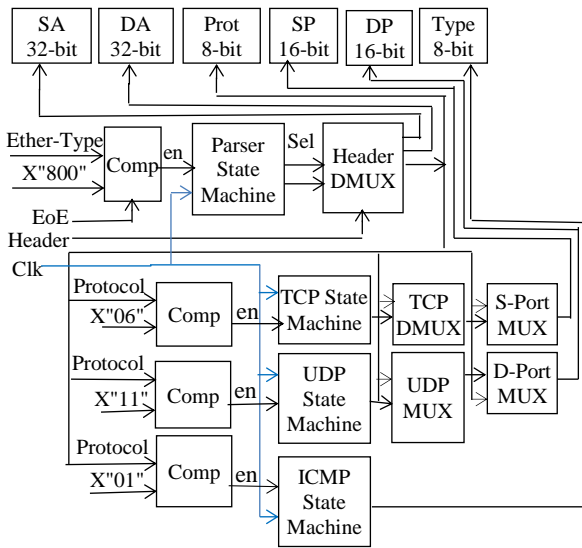 SA
32-bit
DA
32-bit
Prot
8-bit
SP
16-bit
DP
16-bit
Type
8-bit
Ether-Type
X"800"
Comp
en
Parser
State
Machine
Sel
Header
DMUX
EoE
Header
Clk
Protocol
X"06"
Comp
en
TCP State
Machine
TCP
DMUX
S-Port
MUX
Protocol
X"11"
Comp
en
UDP
State
Machine
UDP
MUX
D-Port
MUX
Protocol
X"01"
Comp
en
ICMP
State
Machine